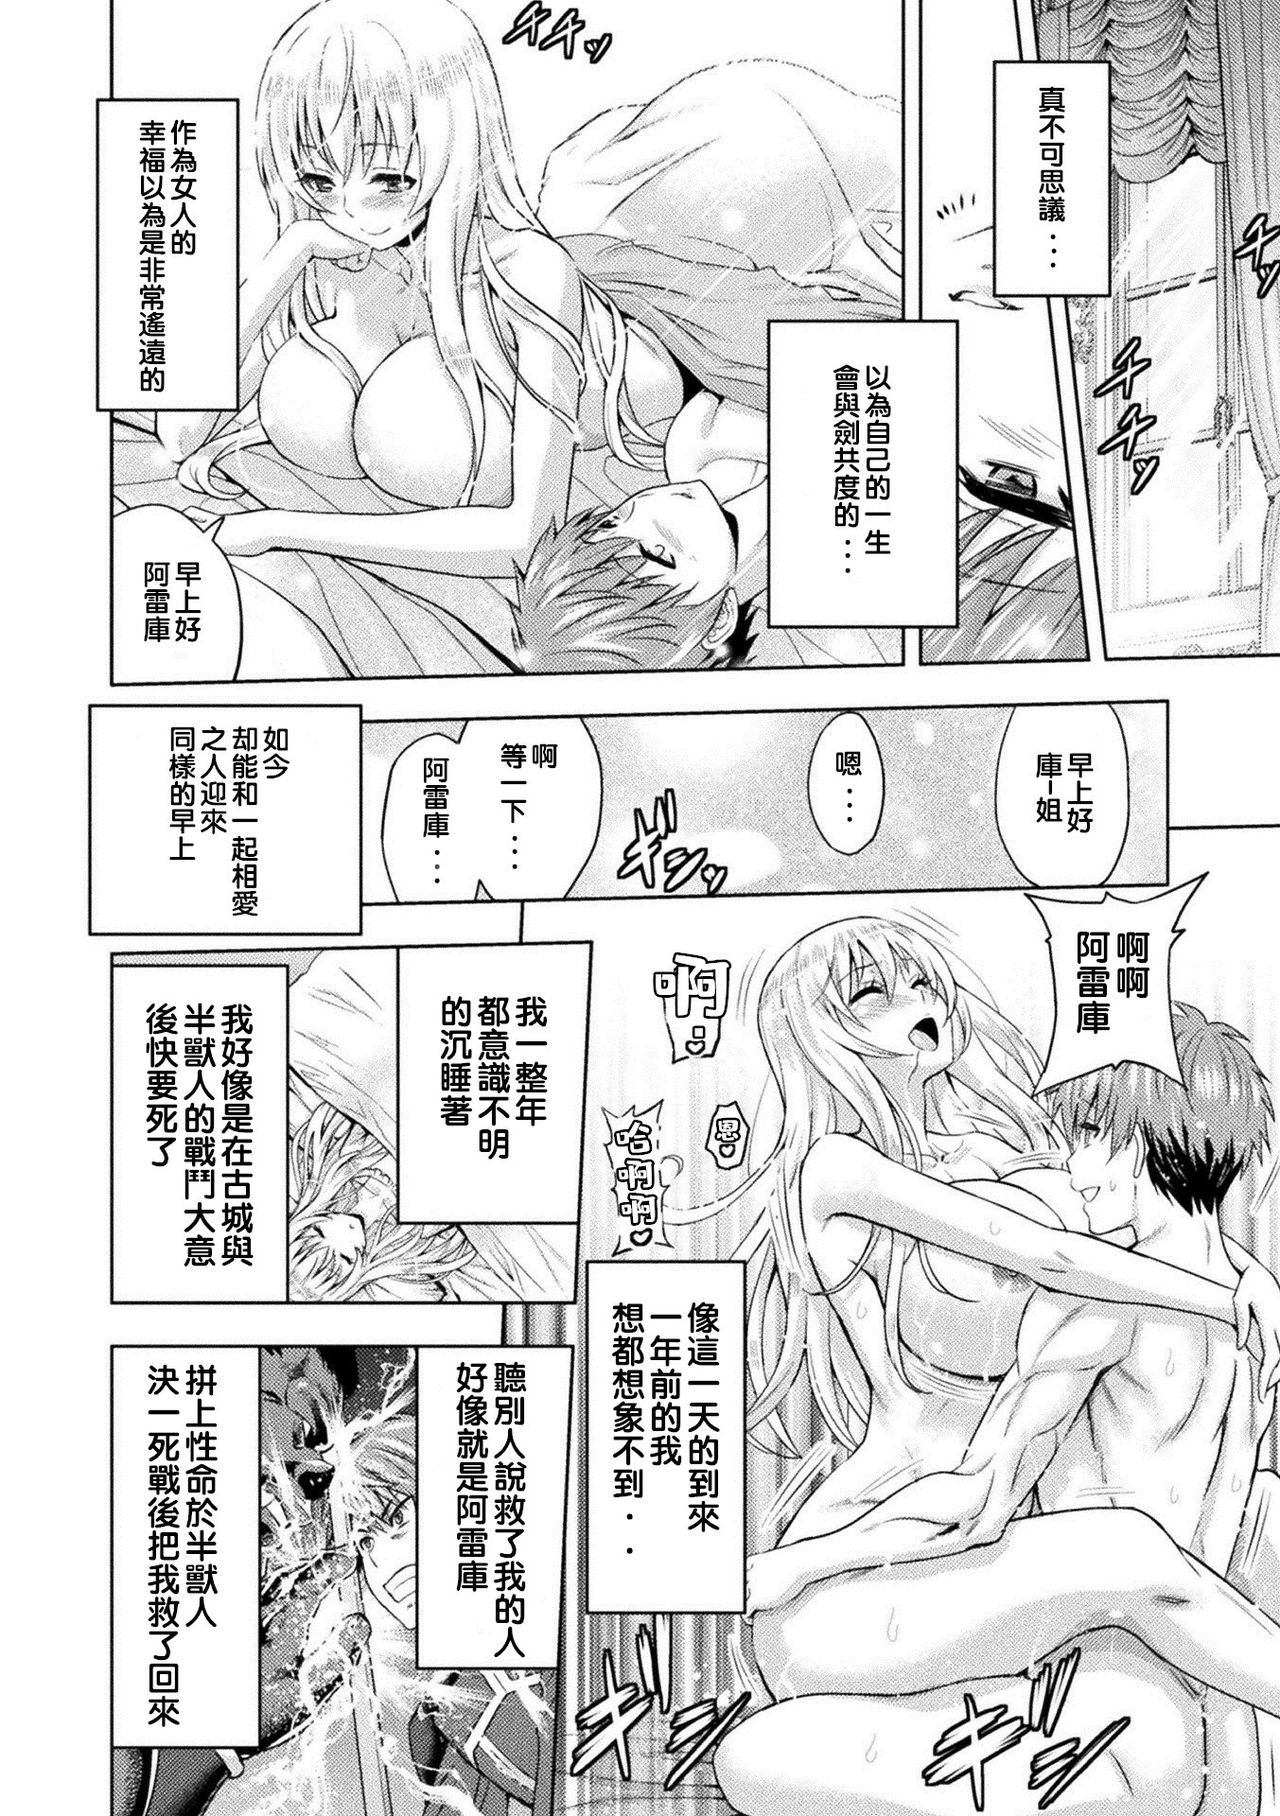 真不可思議...
チチチッ
以為自己的一生
會與劍共度的...
チチチッ
作為女人的
幸福以為是非常遙遠的
早上好
阿雷庫
早上好
庫-姐
嗯...
啊
等一下...
阿雷庫...
ギシッ
如今
却能和一起相愛
之人迎來
同樣的早上
啊啊
阿雷庫
啊
恩♥
哈啊啊啊♥
像這一天的到來
一年前的我
想都想象不到..
ギシ
ギシッ
我一整年
都意識不明
的沉睡著
我好像是在古城與
半獸人的戰鬥大意
後快要死了
聽別人說救了我的人
好像就是阿雷庫
拼上性命於半獸人
決一死戰後把我救了回來